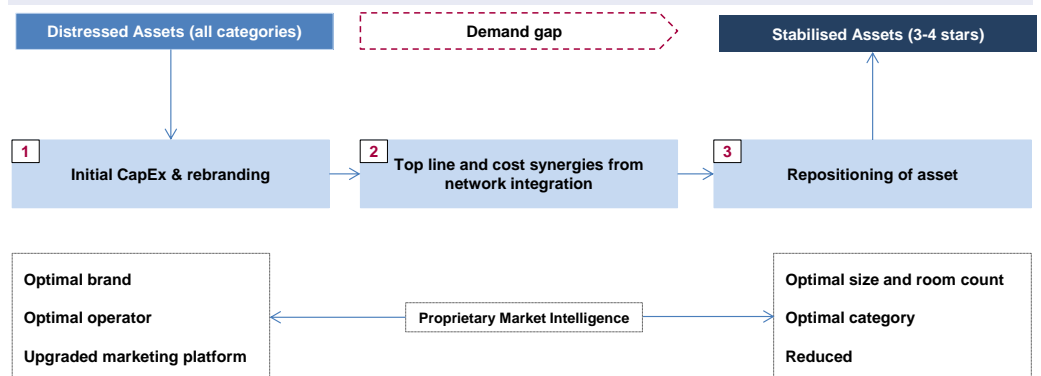 Distressed Assets (all categories)
Demand gap
Stabilised Assets (3-4 stars)
1
Initial CapEx & rebranding
2
Top line and cost synergies from
network integration
3
Repositioning of asset
Optimal brand
Optimal operator
Upgraded marketing platform
Proprietary Market Intelligence
Optimal size and room count
Optimal category
Reduced